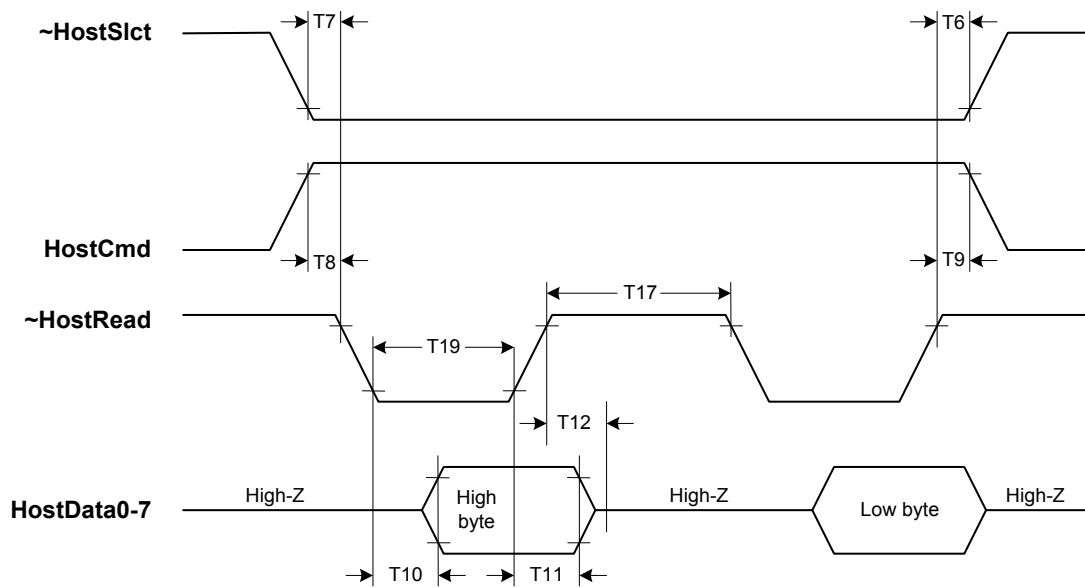 ~HostSlct
T7
T6
HostCmd
T8
T9
~HostRead
T17
T19
T12
HostData0-7
High-Z
High
byte
High-Z
Low byte
High-Z
T10
T11